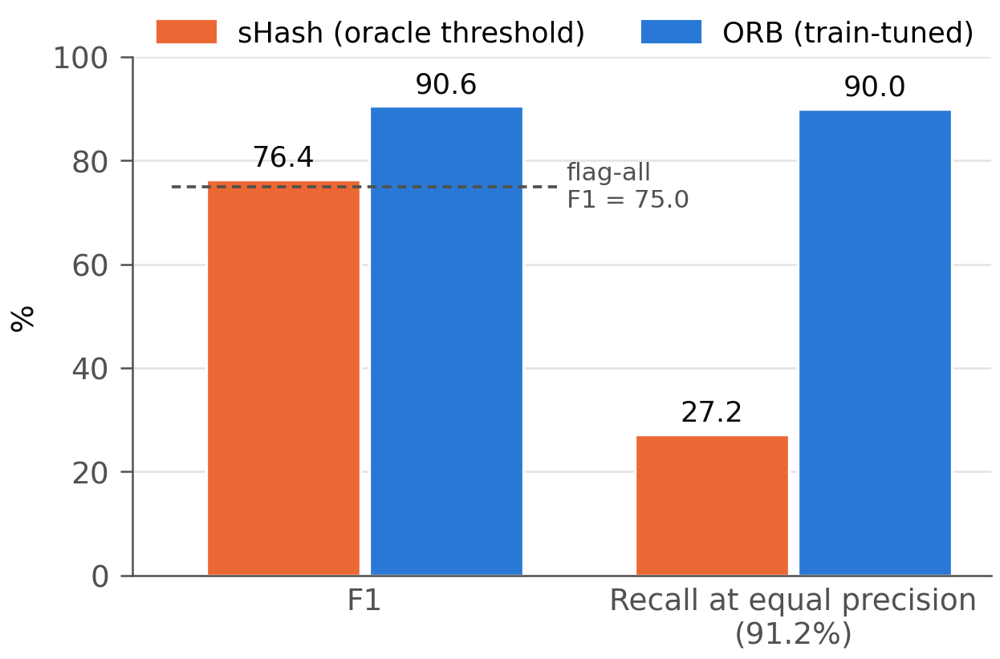 sHash (oracle threshold) ORB (train-tuned)
100
80
60
40
20
0
%
76.4
90.6
90.0
27.2
flag-all
F1 = 75.0
F1
Recall at equal precision
(91.2%)